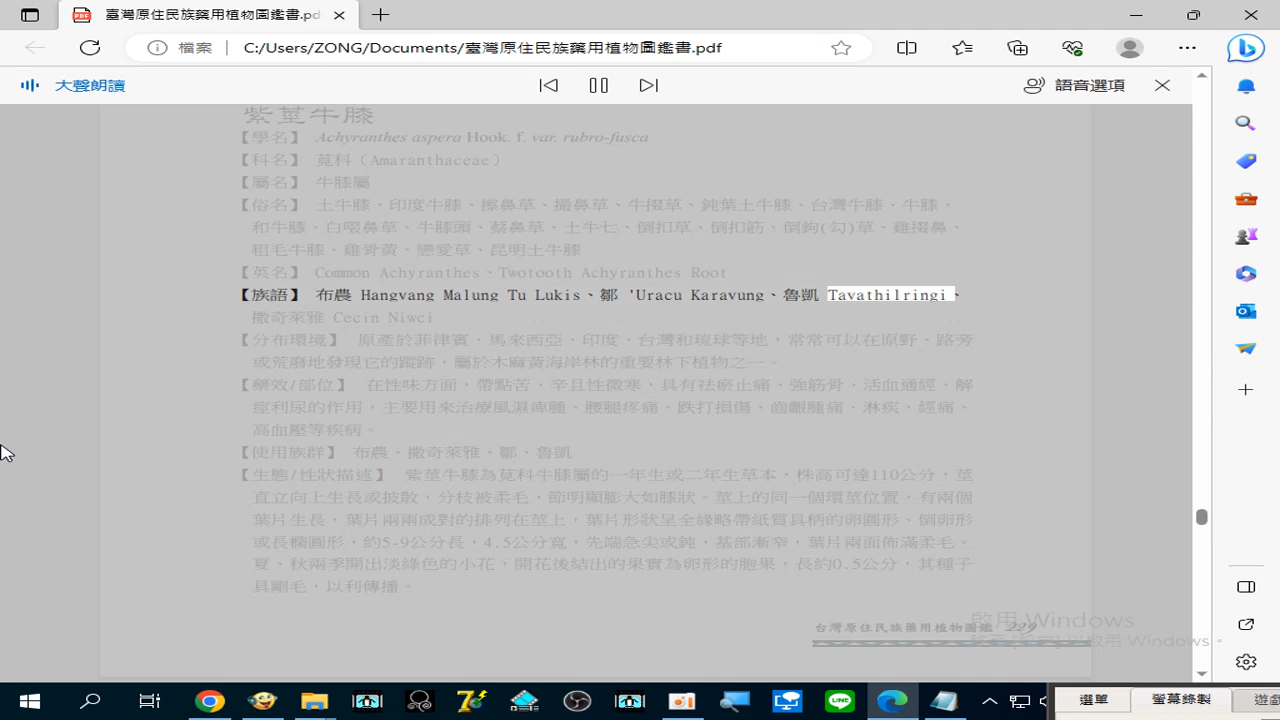 臺灣原住民族藥用植物圖鑑書.pd
檔案 C:/Users/ZONG/Documents/臺灣原住民族藥用植物圖鑑書.pdf
大聲朗讀
語音選項
紫莖牛膝
【學名】 Achyranthes aspera Hook. f. var. rubro-fusca
【科名】 莧科（Amaranthaceae）
【屬名】 牛膝屬
【俗名】 土牛膝、印度牛膝、擦鼻草、撮鼻草、牛掇草、鈍葉土牛膝、台灣牛膝、牛膝、
和牛膝、白啜鼻草、牛膝頭、蔡鼻草、土牛七、倒扣草、倒扣筋、倒鉤(勾)草、雞掇鼻、
粗毛牛膝、雞骨黃、戀愛草、昆明土牛膝
【英名】 Common Achyranthes、Twotooth Achyranthes Root
【族語】 布農 Hangvang Malung Tu Lukis、鄒 'Uracu Karavung、魯凱 Tavathilringi、
撒奇萊雅 Cecin Niwci
【分布環境】 原產於菲律賓、馬來西亞、印度、台灣和琉球等地，常常可以在原野、路旁
或荒廢地發現它的蹤跡，屬於木麻黃海岸林的重要林下植物之一。
【藥效/部位】 在性味方面，帶點苦、辛且性微寒，具有祛瘀止痛、強筋骨、活血通經、解
痙利尿的作用，主要用來治療風濕痺腫、腰腿疼痛、跌打損傷、齒齦腫痛、淋疾、經痛、
高血壓等疾病。
【使用族群】 布農、撒奇萊雅、鄒、魯凱
【生態/性狀描述】 紫莖牛膝為莧科牛膝屬的一年生或二年生草本，株高可達110公分，莖
直立向上生長或披散，分枝被柔毛，節明顯膨大如膝狀。莖上的同一個環莖位置，有兩個
葉片生長，葉片兩兩成對的排列在莖上，葉片形狀呈全緣略帶紙質具柄的卵圓形、倒卵形
或長橢圓形，約5-9公分長，4.5公分寬，先端急尖或鈍，基部漸窄，葉片兩面佈滿柔毛。
夏、秋兩季開出淡綠色的小花，開花後結出的果實為卵形的胞果，長約0.5公分，其種子
具剛毛，以利傳播。
台灣原住民族藥用植物圖鑑 229
啟用 Windows
移至 [設定] 以啟用 Windows。
選單 螢幕錄製 遊戲